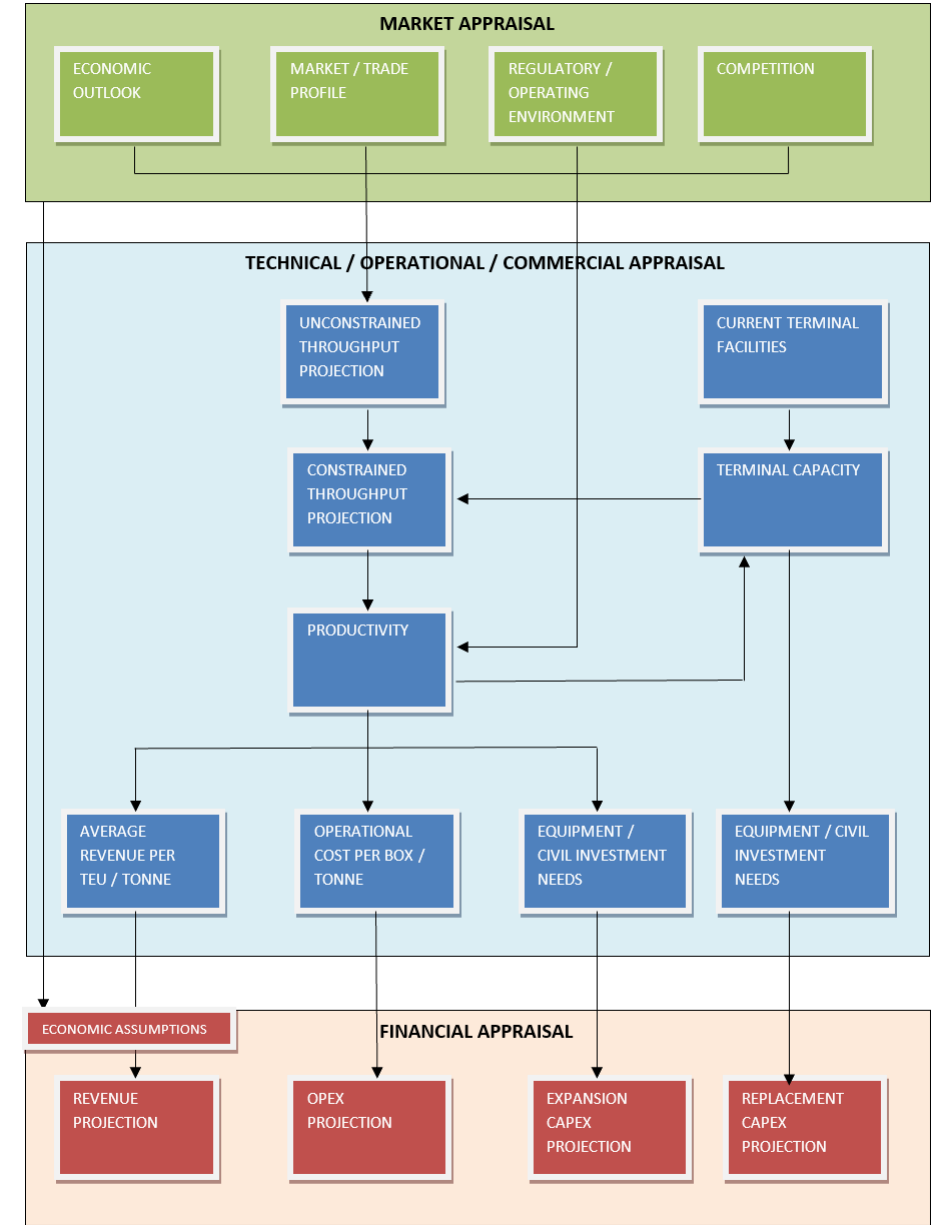 MARKET APPRAISAL
ECONOMIC
OUTLOOK
MARKET / TRADE
PROFILE
REGULATORY /
OPERATING
ENVIRONMENT
COMPETITION
TECHNICAL / OPERATIONAL / COMMERCIAL APPRAISAL
UNCONSTRAINED
THROUGHPUT
PROJECTION
CURRENT TERMINAL
FACILITIES
CONSTRAINED
THROUGHPUT
PROJECTION
TERMINAL CAPACITY
PRODUCTIVITY
AVERAGE
REVENUE PER
TEU / TONNE
OPERATIONAL
COST PER BOX /
TONNE
EQUIPMENT /
CIVIL INVESTMENT
NEEDS
EQUIPMENT / CIVIL
INVESTMENT
NEEDS
ECONOMIC ASSUMPTIONS
FINANCIAL APPRAISAL
REVENUE
PROJECTION
OPEX
PROJECTION
EXPANSION
CAPEX
PROJECTION
REPLACEMENT
CAPEX
PROJECTION